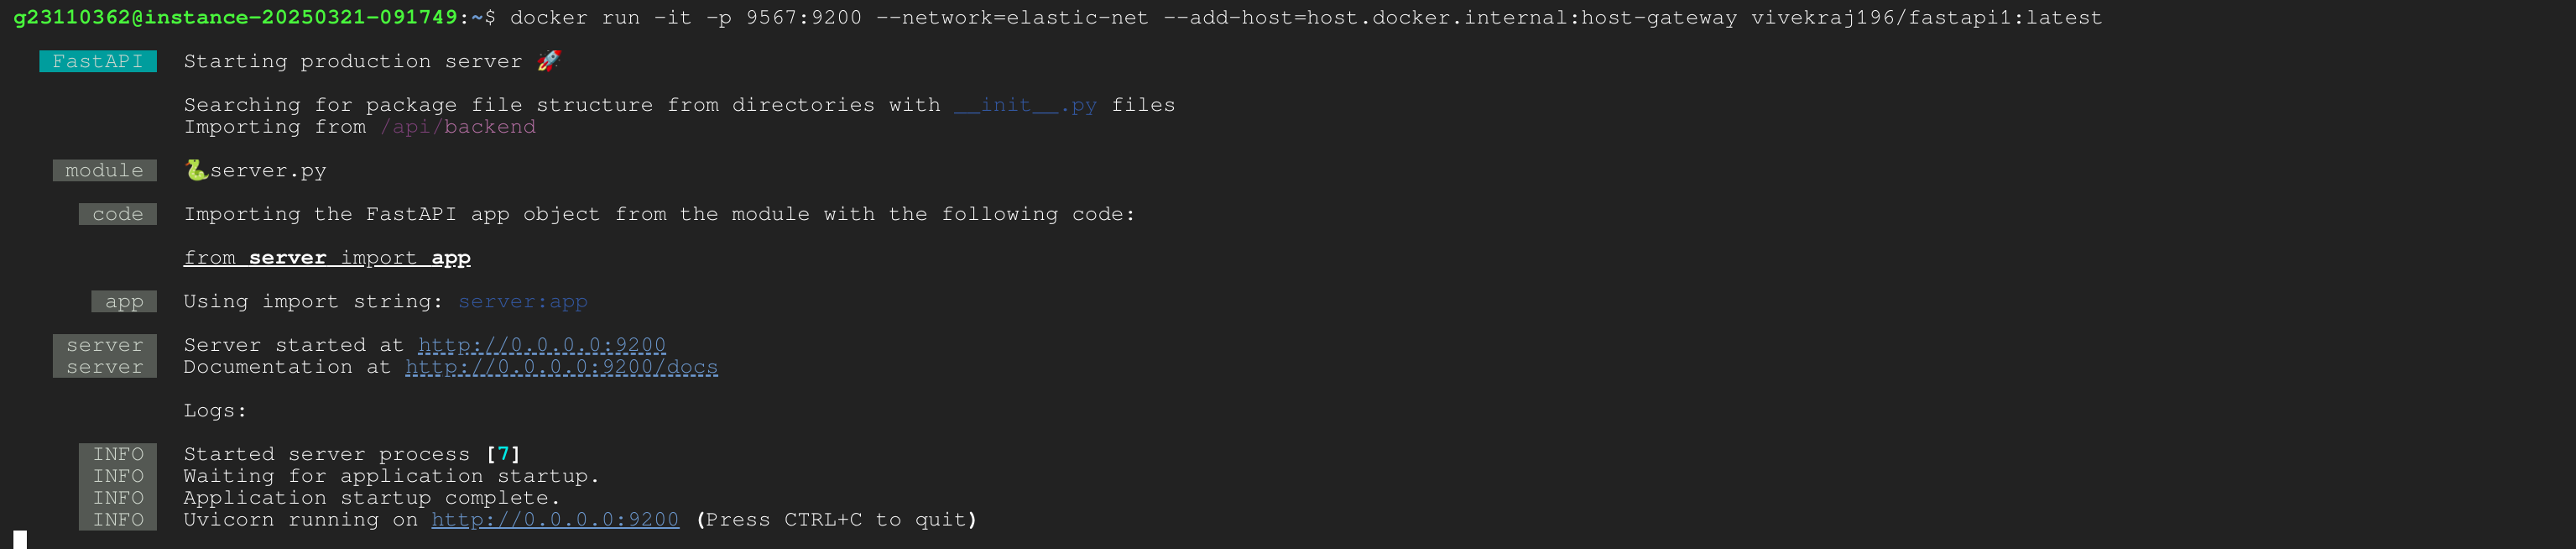 g23110362@instance-20250321-091749:~$ docker run -it -p 9567:9200 --network=elastic-net --add-host=host.docker.internal:host-gateway vivekraj196/fastapi1:latest
FastAPI Starting production server 🚀
Searching for package file structure from directories with __init__.py files
Importing from /api/backend
module 🐍server.py
code Importing the FastAPI app object from the module with the following code:
from server import app
app Using import string: server:app
server Server started at http://0.0.0.0:9200
server Documentation at http://0.0.0.0:9200/docs
Logs:
INFO Started server process [7]
INFO Waiting for application startup.
INFO Application startup complete.
INFO Uvicorn running on http://0.0.0.0:9200 (Press CTRL+C to quit)